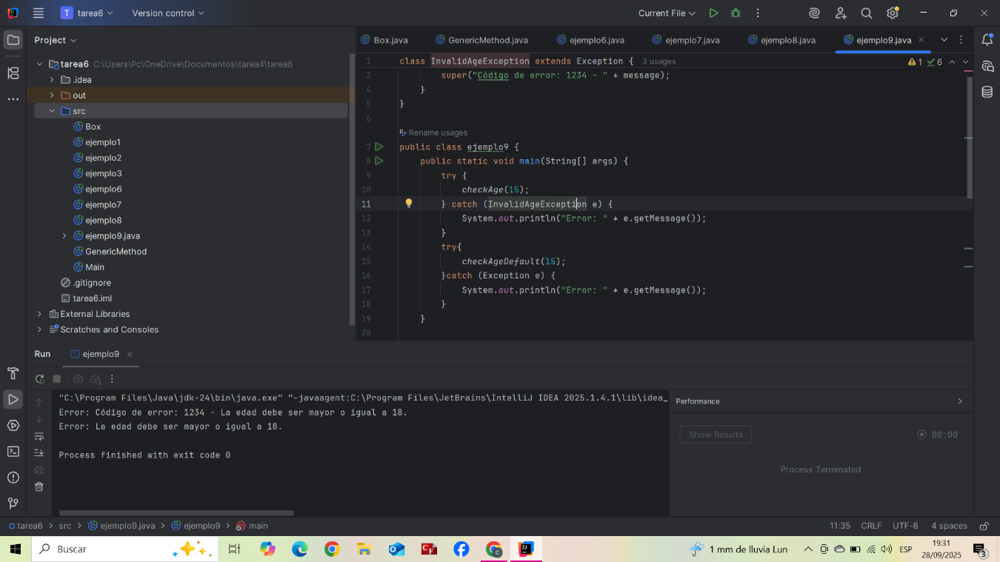 T tarea6
Version control
Current File
Project
Box.java
GenericMethod.java
ejemplo6.java
ejemplo7.java
ejemplo8.java
ejemplo9.java
tarea6 C:\Users\Pc\OneDrive\Documentos\tarea4\tarea6
.idea
out
src
Box
ejemplo1
ejemplo2
ejemplo3
ejemplo6
ejemplo7
ejemplo8
ejemplo9.java
GenericMethod
Main
.gitignore
tarea6.iml
External Libraries
Scratches and Consoles
1 class InvalidAgeException extends Exception { 3 usages
1 6
3 super("Código de error: 1234 - " + message);
4 }
5 }
6
Rename usages
7 public class ejemplo9 {
8 public static void main(String[] args) {
9 try {
10 checkAge(15);
11 } catch (InvalidAgeException e) {
12 System.out.println("Error: " + e.getMessage());
13 }
14 try{
15 checkAgeDefault(15);
16 }catch (Exception e) {
17 System.out.println("Error: " + e.getMessage());
18 }
19 }
20
Run
ejemplo9
"C:\Program Files\Java\jdk-24\bin\java.exe" "-javaagent:C:\Program Files\JetBrains\IntelliJ IDEA 2025.1.4.1\lib\idea_
Error: Código de error: 1234 - La edad debe ser mayor o igual a 18.
Error: La edad debe ser mayor o igual a 18.
Process finished with exit code 0
Performance
Show Results
00:00
Process Terminated
tarea6 > src > ejemplo9.java > ejemplo9 > main
11:35 CRLF UTF-8 4 spaces
Buscar
1 mm de lluvia Lun
ESP
19:31
28/09/2025
3